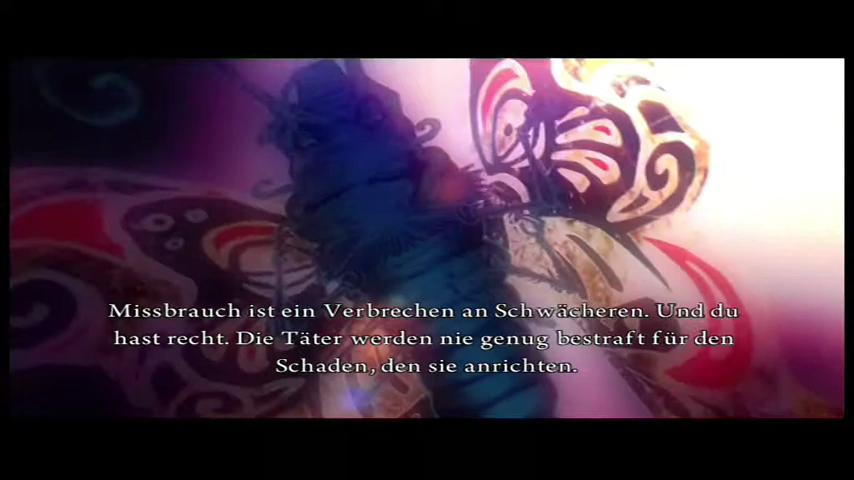 Missbrauch ist ein Verbrechen an Schwächeren. Und du
hast recht. Die Täter werden nie genug bestraft für den
Schaden, den sie anrichten.